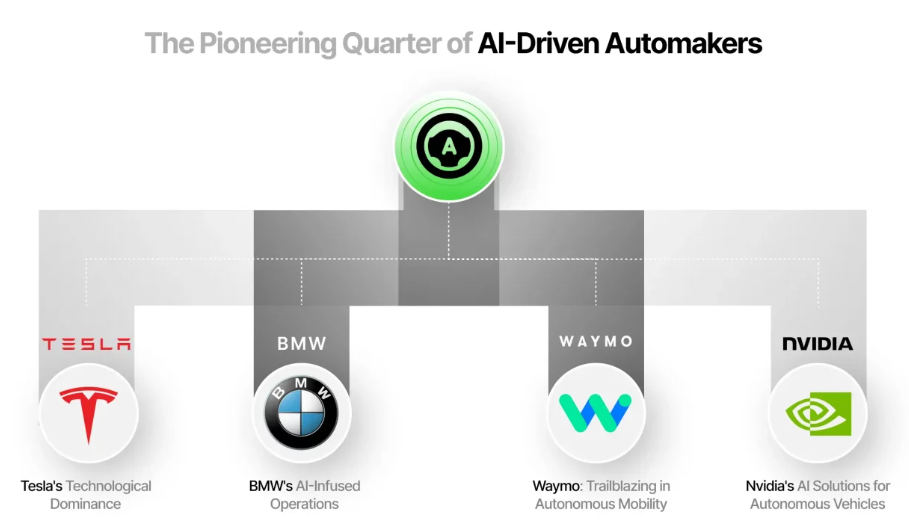 The Pioneering Quarter of AI-Driven Automakers
A
TESLA
BMW
WAYMO
NVIDIA
BMW
Tesla's Technological
Dominance
BMW's AI-Infused
Operations
Waymo: Trailblazing in
Autonomous Mobility
Nvidia's AI Solutions for
Autonomous Vehicles